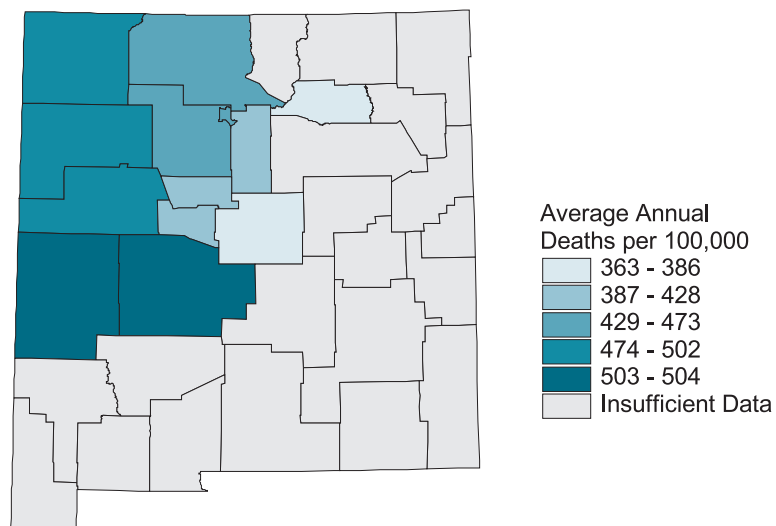 Average Annual
Deaths per 100,000
363 - 386
387 - 428
429 - 473
474 - 502
503 - 504
Insufficient Data